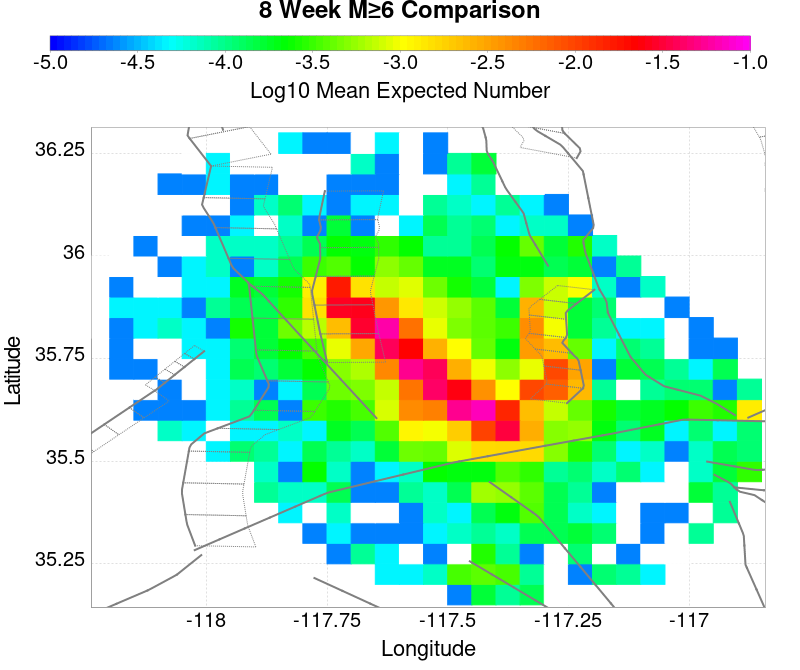 8 Week M≥6 Comparison
-5.0 -4.5 -4.0 -3.5 -3.0 -2.5 -2.0 -1.5 -1.0
Log10 Mean Expected Number
36.25
36
35.75
35.5
35.25
Latitude
-118 -117.75 -117.5 -117.25 -117
Longitude